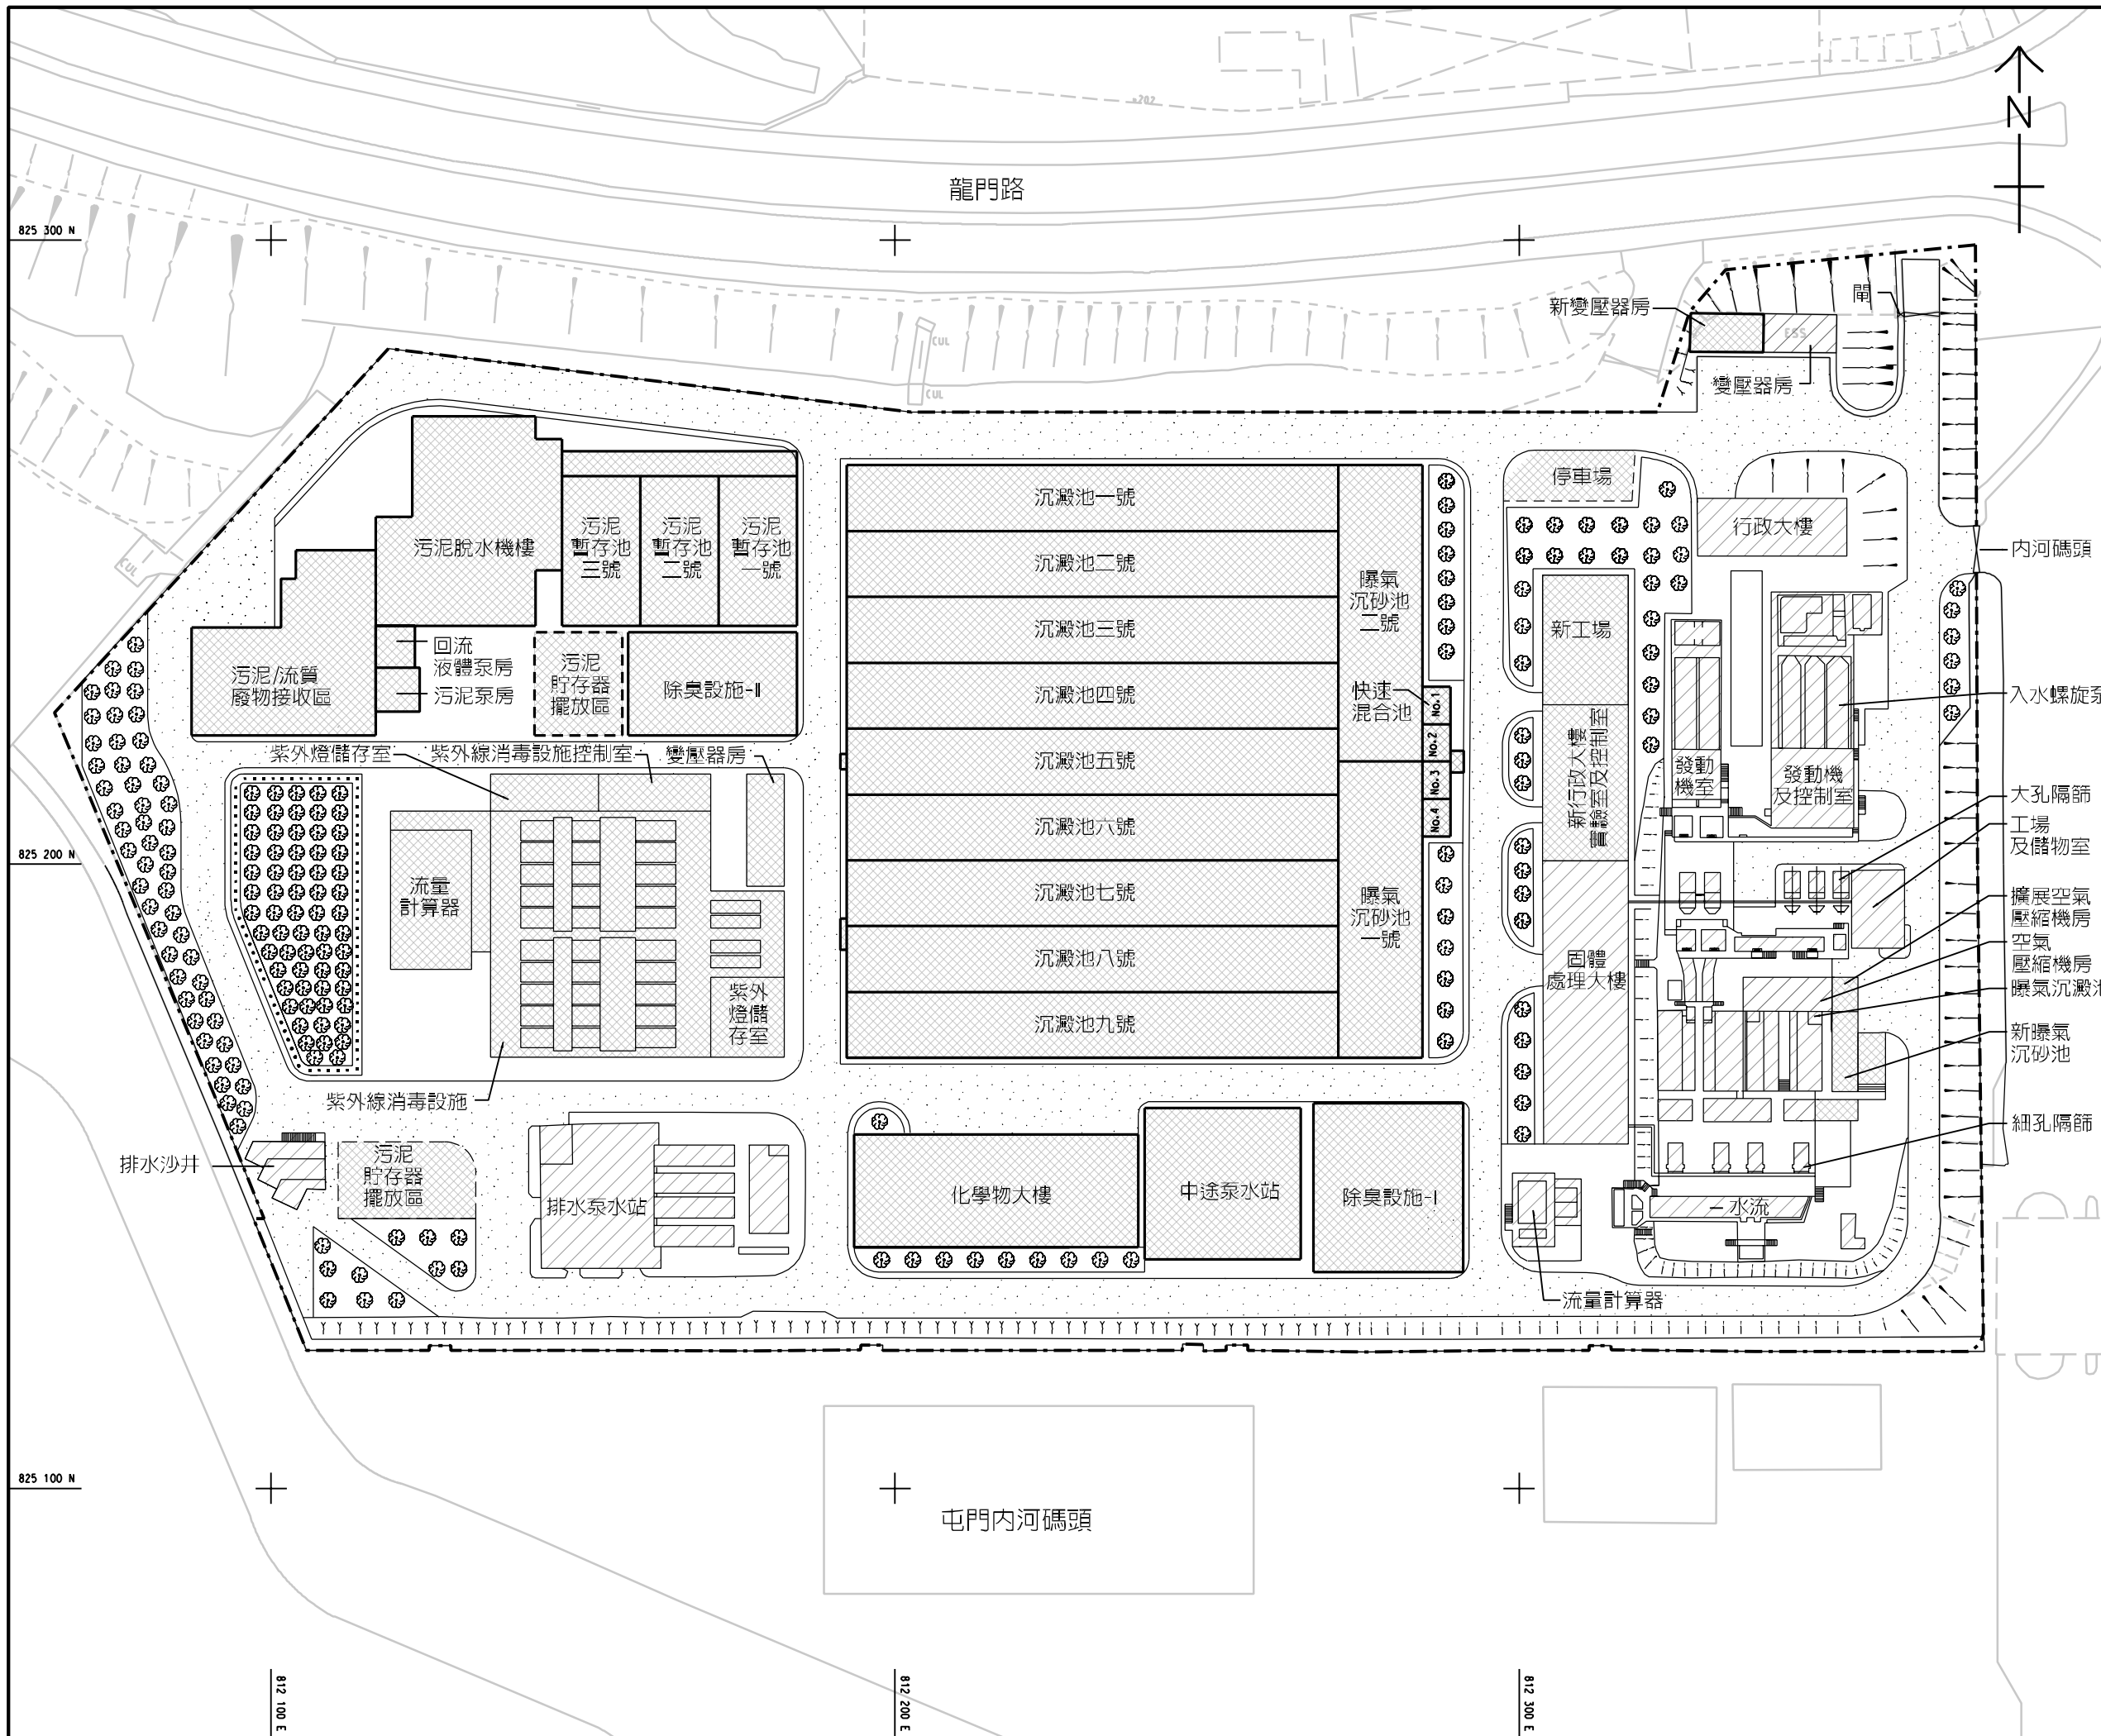 202
N
龍門路
825 300 N
新變壓器房
閘
ESS
變壓器房
CUL
CUL
CUL
停車場
行政大樓
內河碼頭
污泥脫水機樓
污泥
暫存池
三號
污泥
暫存池
二號
污泥
暫存池
一號
沉澱池一號
沉澱池二號
沉澱池三號
沉澱池四號
沉澱池五號
沉澱池六號
沉澱池七號
沉澱池八號
沉澱池九號
曝氣
沉砂池
二號
快速
混合池
No.1
No.2
No.3
No.4
曝氣
沉砂池
一號
新工場
新行政大樓
實驗室及控制室
固體
處理大樓
發動
機室
發動機
及控制室
入水螺旋泵
大孔隔篩
工場
及儲物室
擴展空氣
壓縮機房
空氣
壓縮機房
曝氣沉澱池
新曝氣
沉砂池
細孔隔篩
水流
流量計算器
污泥/流質
廢物接收區
回流
液體泵房
污泥泵房
污泥
貯存器
擺放區
除臭設施-II
紫外燈儲存室
紫外線消毒設施控制室
變壓器房
825 200 N
流量
計算器
紫外
燈儲
存室
紫外線消毒設施
排水沙井
污泥
貯存器
擺放區
排水泵水站
化學物大樓
中途泵水站
除臭設施-I
825 100 N
屯門內河碼頭
812 100 E
812 200 E
812 300 E